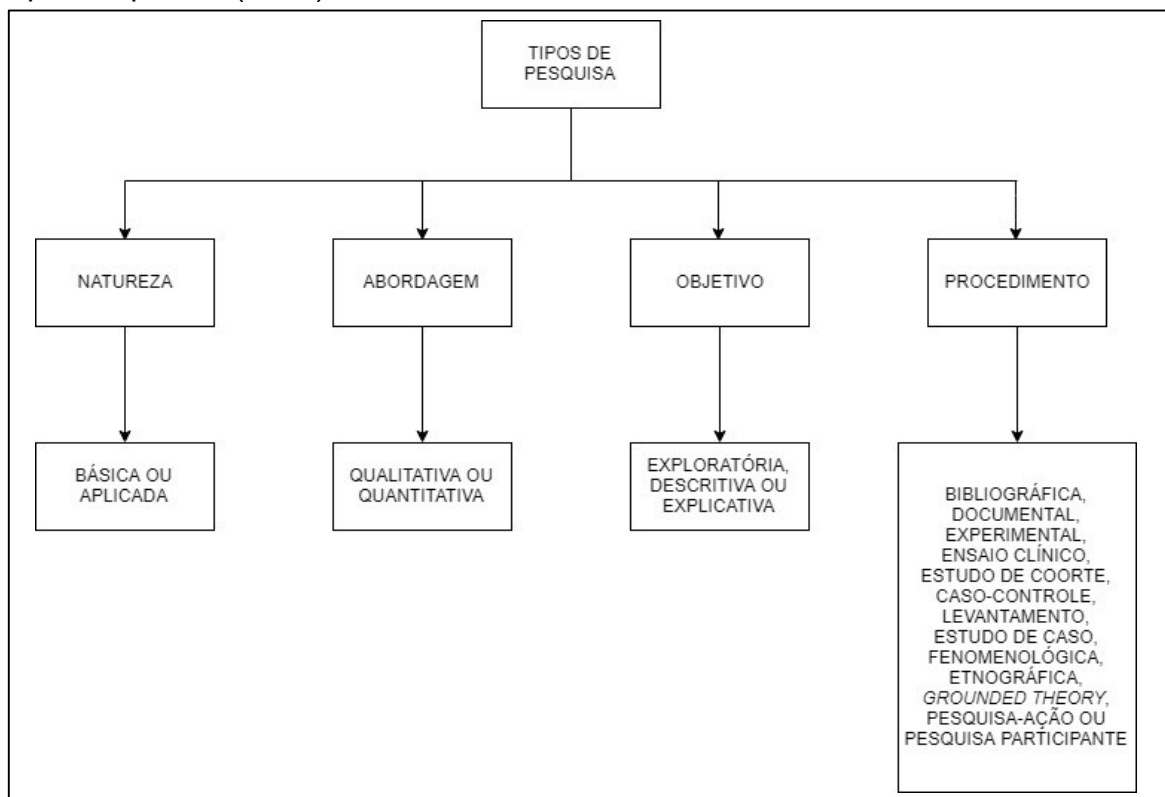 TIPOS DE
PESQUISA
NATUREZA
ABORDAGEM
OBJETIVO
PROCEDIMENTO
BÁSICA OU
APLICADA
QUALITATIVA OU
QUANTITATIVA
EXPLORATÓRIA,
DESCRITIVA OU
EXPLICATIVA
BIBLIOGRÁFICA,
DOCUMENTAL,
EXPERIMENTAL,
ENSAIO CLÍNICO,
ESTUDO DE COORTE,
CASO-CONTROLE,
LEVANTAMENTO,
ESTUDO DE CASO,
FENOMENOLÓGICA,
ETNOGRÁFICA,
GROUNDED THEORY,
PESQUISA-AÇÃO OU
PESQUISA PARTICIPANTE